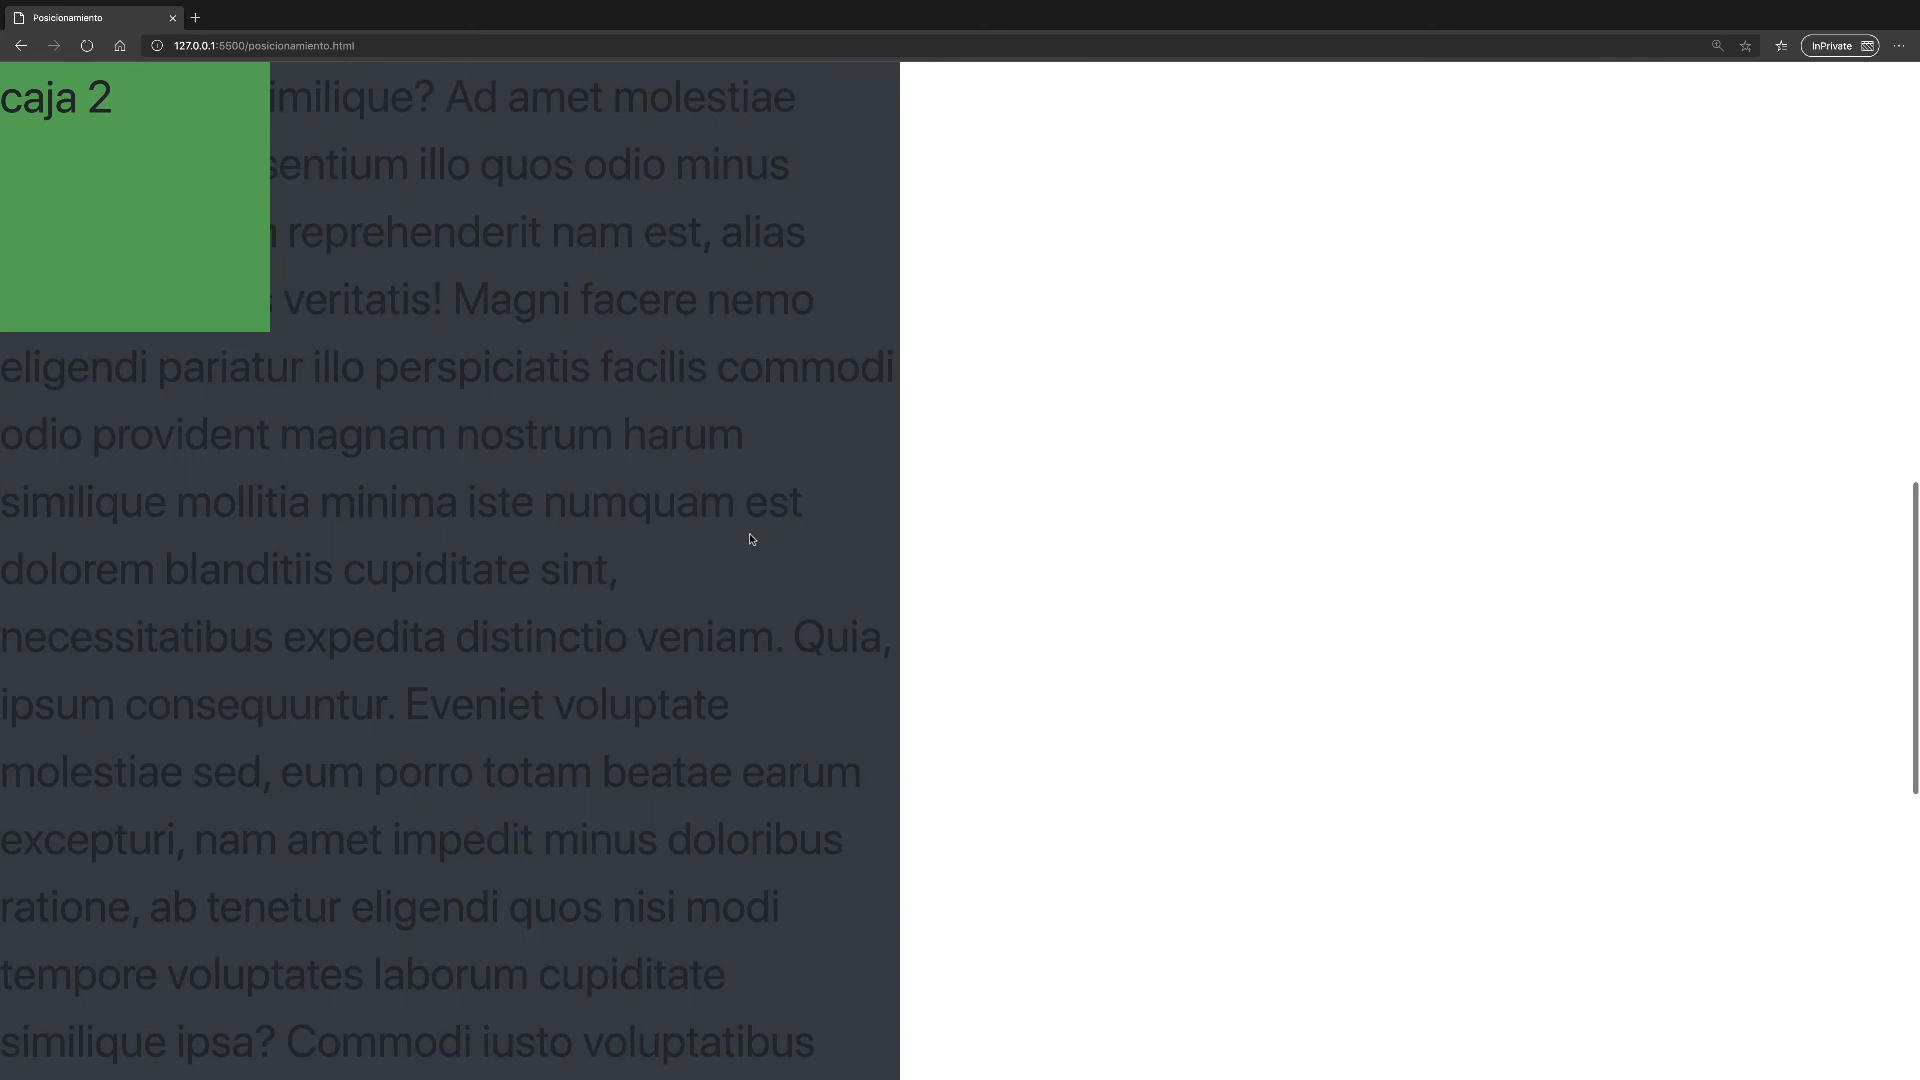 Posicionamiento
127.0.0.1:5500/posicionamiento.html
InPrivate
caja 2
imilique? Ad amet molestiae
sentium illo quos odio minus
reprehenderit nam est, alias
veritatis! Magni facere nemo
eligendi pariatur illo perspiciatis facilis commodi
odio provident magnam nostrum harum
similique mollitia minima iste numquam est
dolorem blanditiis cupiditate sint,
necessitatibus expedita distinctio veniam. Quia,
ipsum consequuntur. Eveniet voluptate
molestiae sed, eum porro totam beatae earum
excepturi, nam amet impedit minus doloribus
ratione, ab tenetur eligendi quos nisi modi
tempore voluptates laborum cupiditate
similique ipsa? Commodi iusto voluptatibus